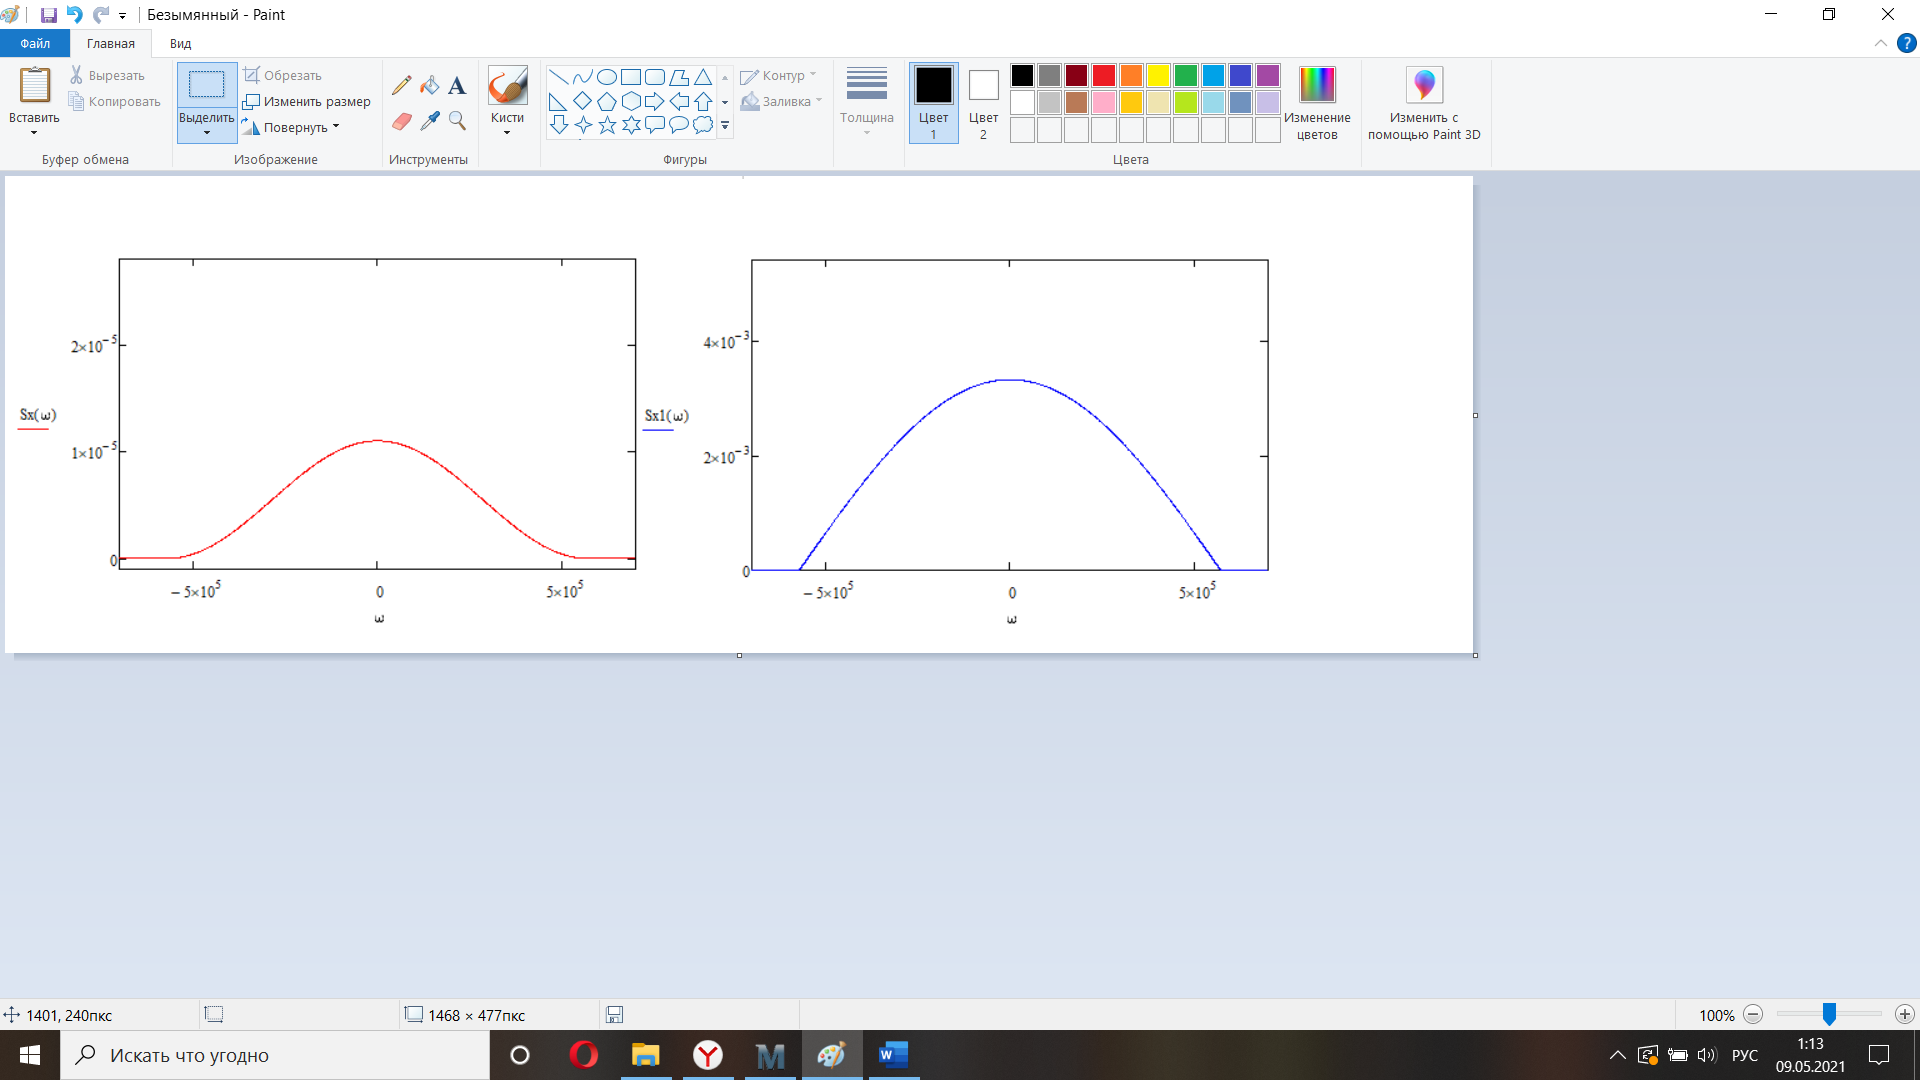 Безымянный - Paint
Файл
Главная
Вид
Вставить
Вырезать
Копировать
Буфер обмена
Выделить
Обрезать
Изменить размер
Повернуть
Изображение
A
Инструменты
Кисти
Контур
Заливка
Фигуры
Толщина
Цвет
1
Цвет
2
Изменение
цветов
Цвета
Изменить с
помощью Paint 3D
?
2×10⁻⁵
Sx(ω)
1×10⁻⁵
0
− 5×10⁵
0
5×10⁵
ω
4×10⁻³
Sx1(ω)
2×10⁻³
0
− 5×10⁵
0
5×10⁵
ω
1401, 240пкс
1468 × 477пкс
100%
Искать что угодно
РУС
1:13
09.05.2021